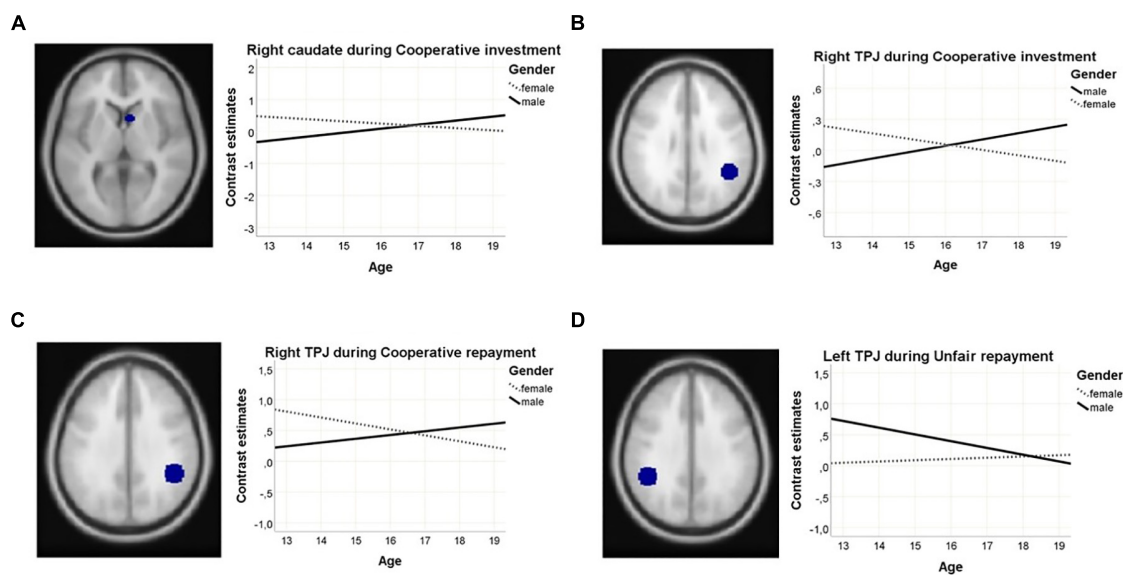 A
Right caudate during Cooperative investment
Gender
female
male
Contrast estimates
2
1
0
-1
-2
-3
13 14 15 16 17 18 19
Age
B
Right TPJ during Cooperative investment
Gender
male
female
Contrast estimates
,6
,3
,0
-,3
-,6
13 14 15 16 17 18 19
Age
C
Right TPJ during Cooperative repayment
Gender
female
male
Contrast estimates
1,5
1,0
,5
,0
-,5
-1,0
13 14 15 16 17 18 19
Age
D
Left TPJ during Unfair repayment
Gender
female
male
Contrast estimates
1,5
1,0
,5
,0
-,5
-1,0
13 14 15 16 17 18 19
Age